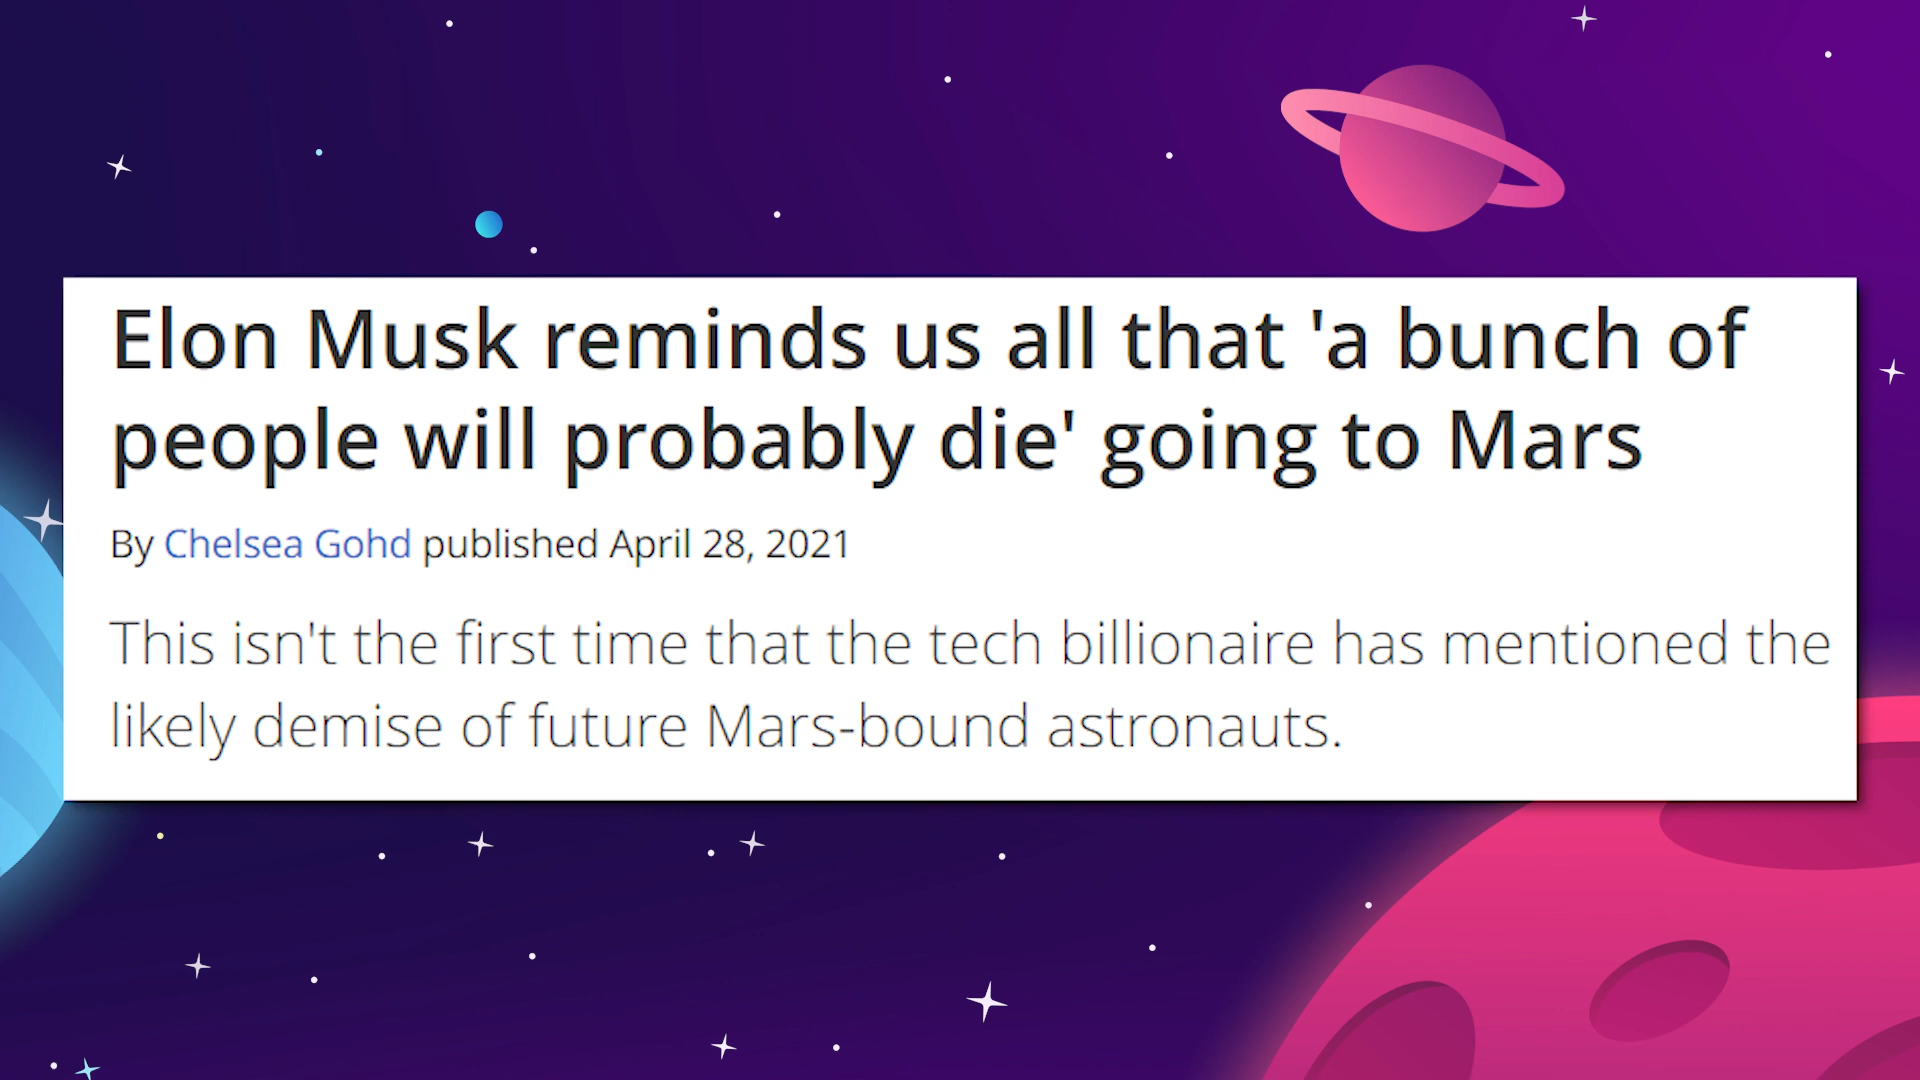 Elon Musk reminds us all that 'a bunch of
people will probably die' going to Mars
By Chelsea Gohd published April 28, 2021
This isn't the first time that the tech billionaire has mentioned the
likely demise of future Mars-bound astronauts.